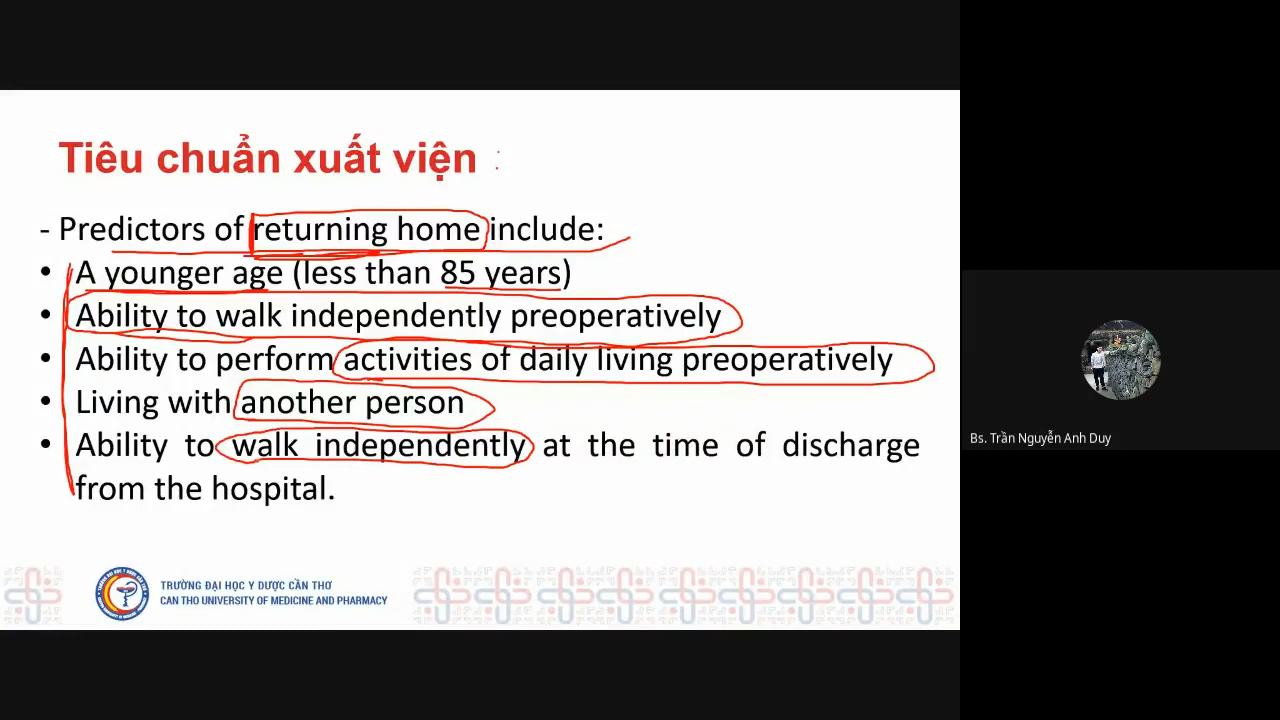 Tiêu chuẩn xuất viện
- Predictors of returning home include:
• A younger age (less than 85 years)
• Ability to walk independently preoperatively
• Ability to perform activities of daily living preoperatively
• Living with another person
• Ability to walk independently at the time of discharge
from the hospital.
TRƯỜNG ĐẠI HỌC Y DƯỢC CẦN THƠ
CAN THO UNIVERSITY OF MEDICINE AND PHARMACY
Bs. Trần Nguyễn Anh Duy